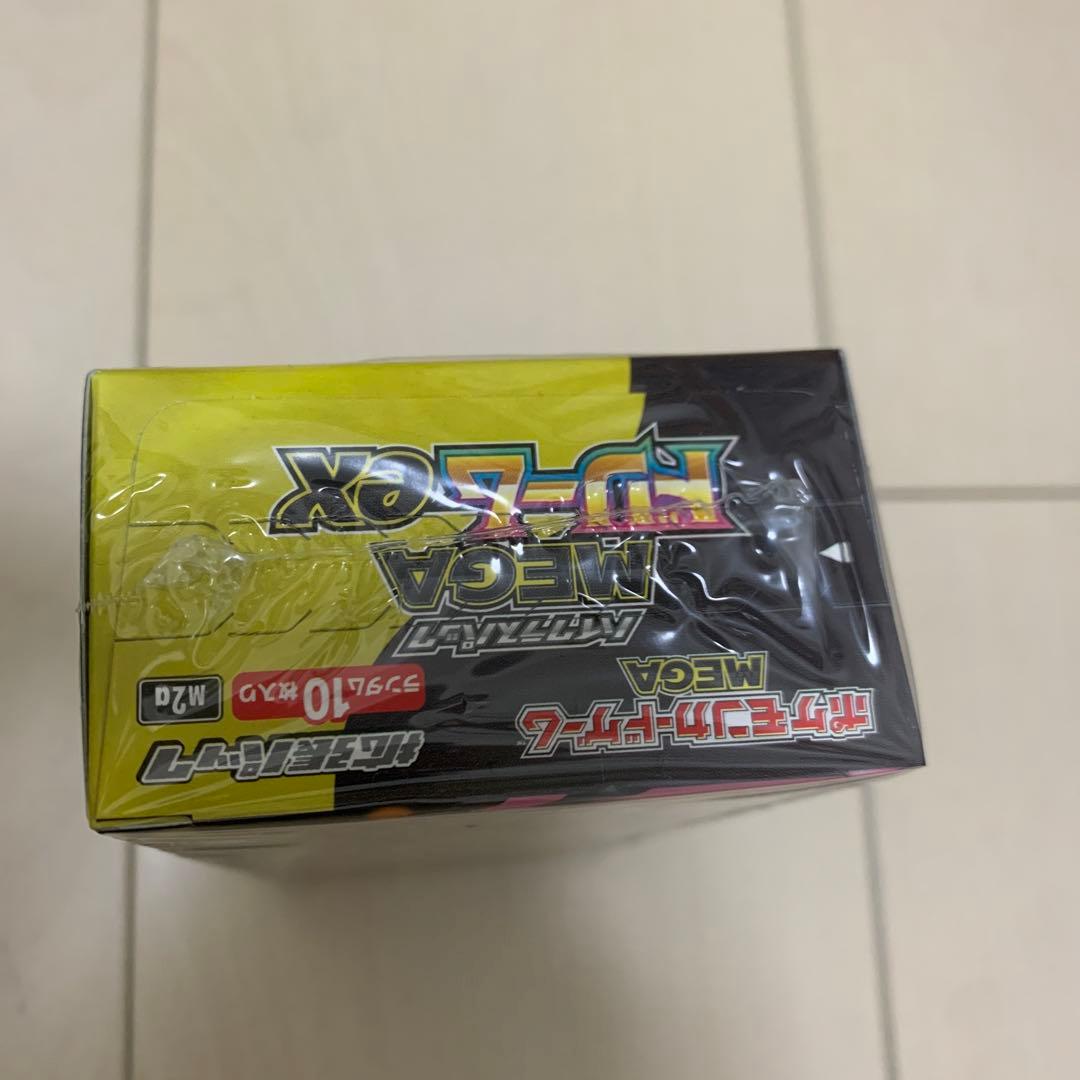 ポケモンカードゲーム
MEGA
拡張パック
ランダム10枚入り
M2a
ハイクラスパック
MEGA
ドリームex